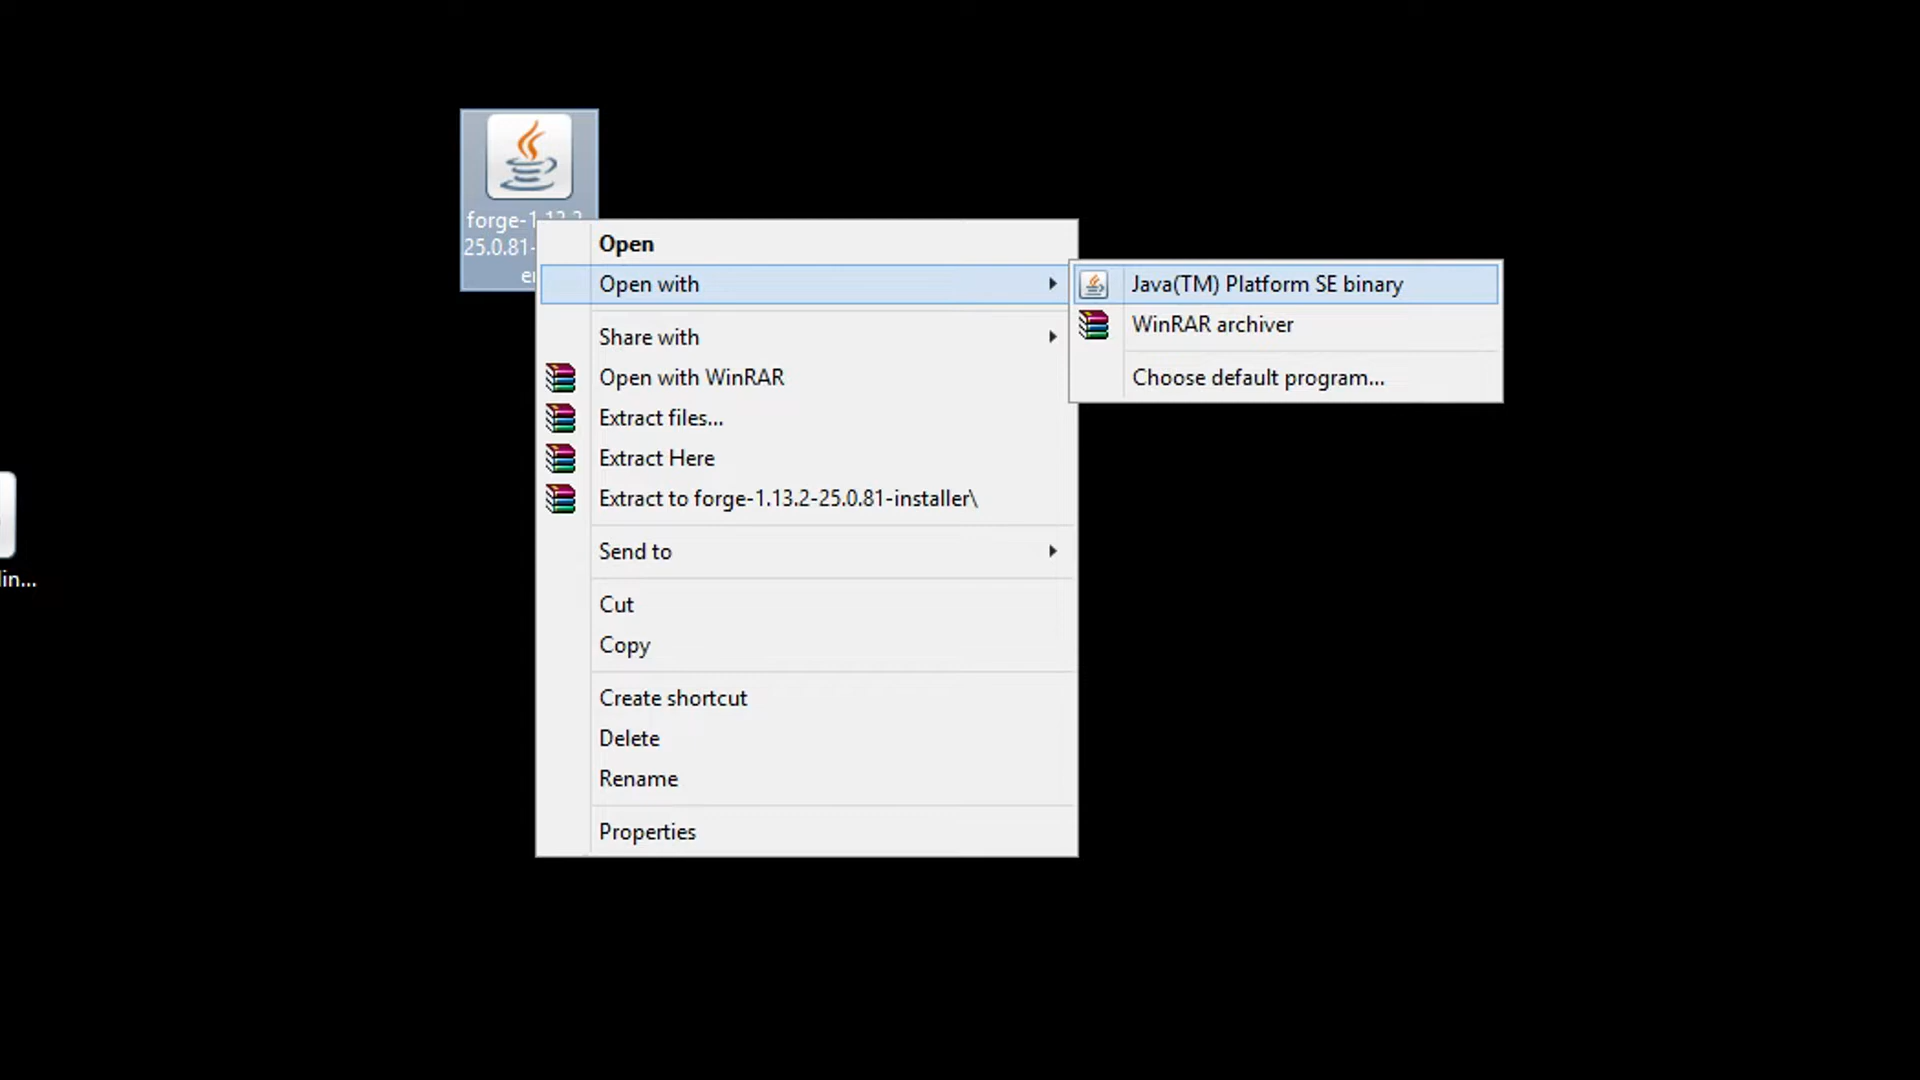 forge-1.13.2
25.0.81-
Open
Open with
Share with
Open with WinRAR
Extract files...
Extract Here
Extract to forge-1.13.2-25.0.81-installer\
Send to
Cut
Copy
Create shortcut
Delete
Rename
Properties
Java(TM) Platform SE binary
WinRAR archiver
Choose default program...